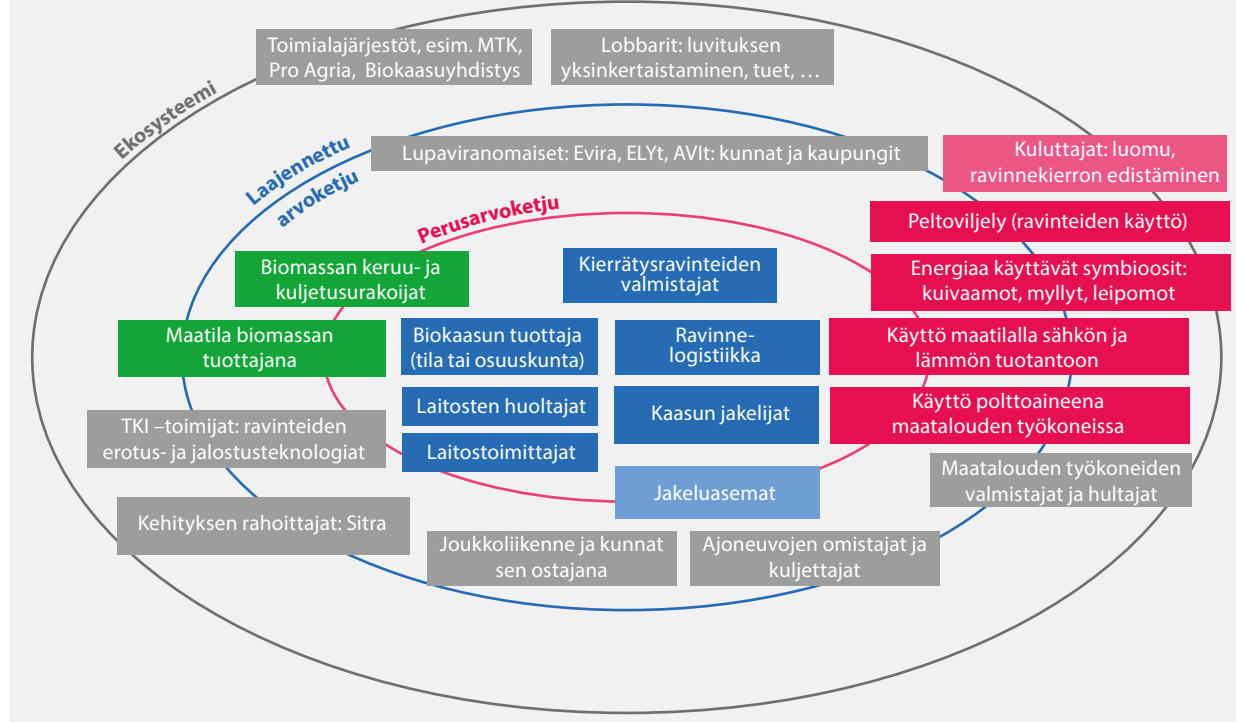 Toimialajärjestöt, esim. MTK,
Pro Agria, Biokaasuyhdistys
Lobbarit: luvituksen
yksinkertaistaminen, tuet, …
Ekosysteemi
Laajennettu
arvoketju
Lupaviranomaiset: Evira, ELYt, AVIt: kunnat ja kaupungit
Kuluttajat: luomu,
ravinnekierron edistäminen
Perusarvoketju
Peltoviljely (ravinteiden käyttö)
Biomassan keruu- ja
kuljetusurakoijat
Kierrätysravinteiden
valmistajat
Energiaa käyttävät symbioosit:
kuivaamot, myllyt, leipomot
Maatila biomassan
tuottajana
Biokaasun tuottaja
(tila tai osuuskunta)
Ravinne-
logistiikka
Käyttö maatilalla sähkön ja
lämmön tuotantoon
Laitosten huoltajat
Kaasun jakelijat
Käyttö polttoaineena
maatalouden työkoneissa
TKI –toimijat: ravinteiden
erotus- ja jalostusteknologiat
Laitostoimittajat
Maatalouden työkoneiden
valmistajat ja hultajat
Jakeluasemat
Kehityksen rahoittajat: Sitra
Joukkoliikenne ja kunnat
sen ostajana
Ajoneuvojen omistajat ja
kuljettajat